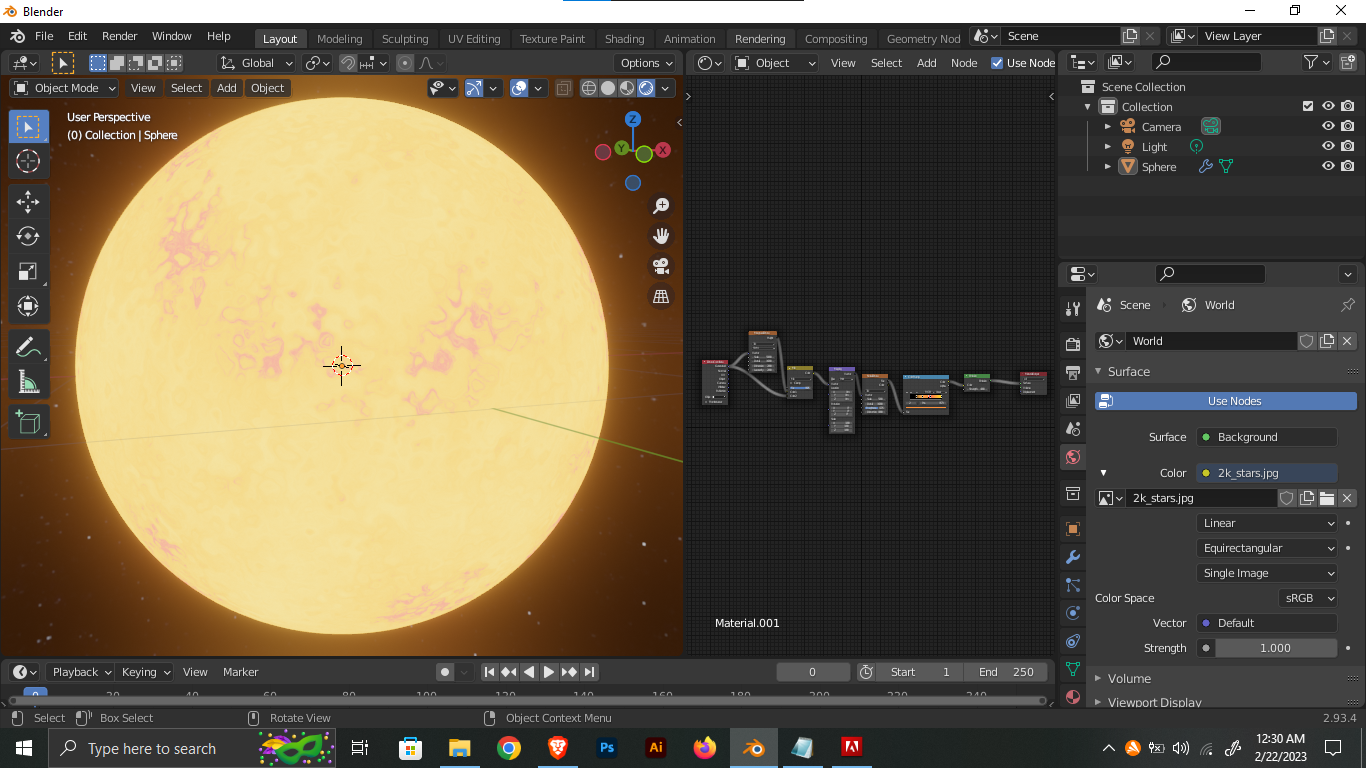 Blender
File Edit Render Window Help Layout Modeling Sculpting UV Editing Texture Paint Shading Animation Rendering Compositing Geometry Nod Scene View Layer
Global Options Object View Select Add Node Use Node
Object Mode View Select Add Object
User Perspective
(0) Collection | Sphere
Z
Y X
Material.001
Scene Collection
Collection
Camera
Light
Sphere
Scene World
World
Surface
Use Nodes
Surface Background
Color 2k_stars.jpg
2k_stars.jpg
Linear
Equirectangular
Single Image
Color Space sRGB
Vector Default
Strength 1.000
Volume
Viewport Display
Playback Keying View Marker 0 Start 1 End 250
0 20 40 60 80 100 120 140 160 180 200 220 240
Select Box Select Rotate View Object Context Menu 2.93.4
Type here to search Ps Ai 12:30 AM
2/22/2023